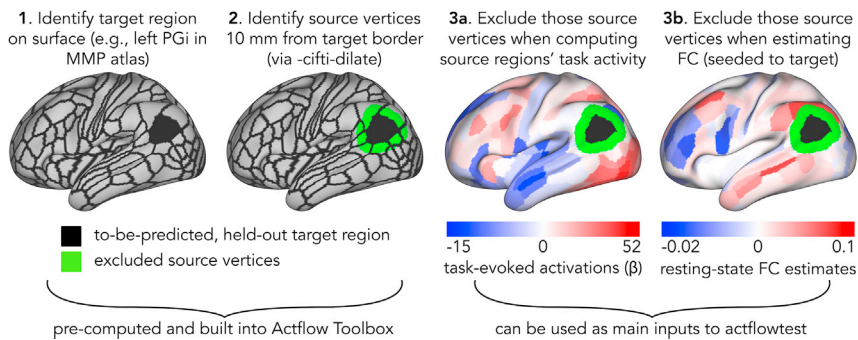 1. Identify target region
on surface (e.g., left PGi in
MMP atlas)
2. Identify source vertices
10 mm from target border
(via -cifti-dilate)
3a. Exclude those source
vertices when computing
source regions' task activity
3b. Exclude those source
vertices when estimating
FC (seeded to target)
to-be-predicted, held-out target region
excluded source vertices
-15 0 52
task-evoked activations (β)
-0.02 0 0.1
resting-state FC estimates
pre-computed and built into Actflow Toolbox
can be used as main inputs to actflowtest